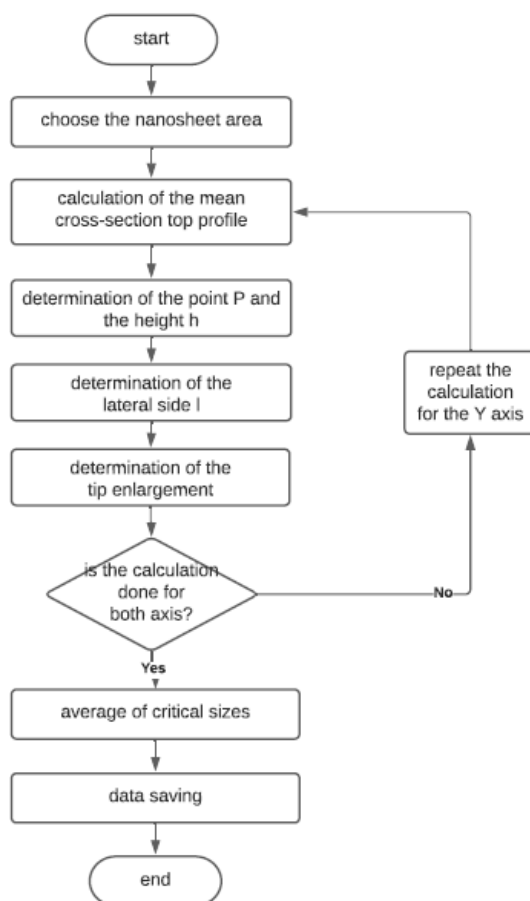 start
choose the nanosheet area
calculation of the mean
cross-section top profile
determination of the point P and
the height h
determination of the
lateral side l
determination of the
tip enlargement
is the calculation
done for
both axis?
No
repeat the
calculation
for the Y axis
Yes
average of critical sizes
data saving
end